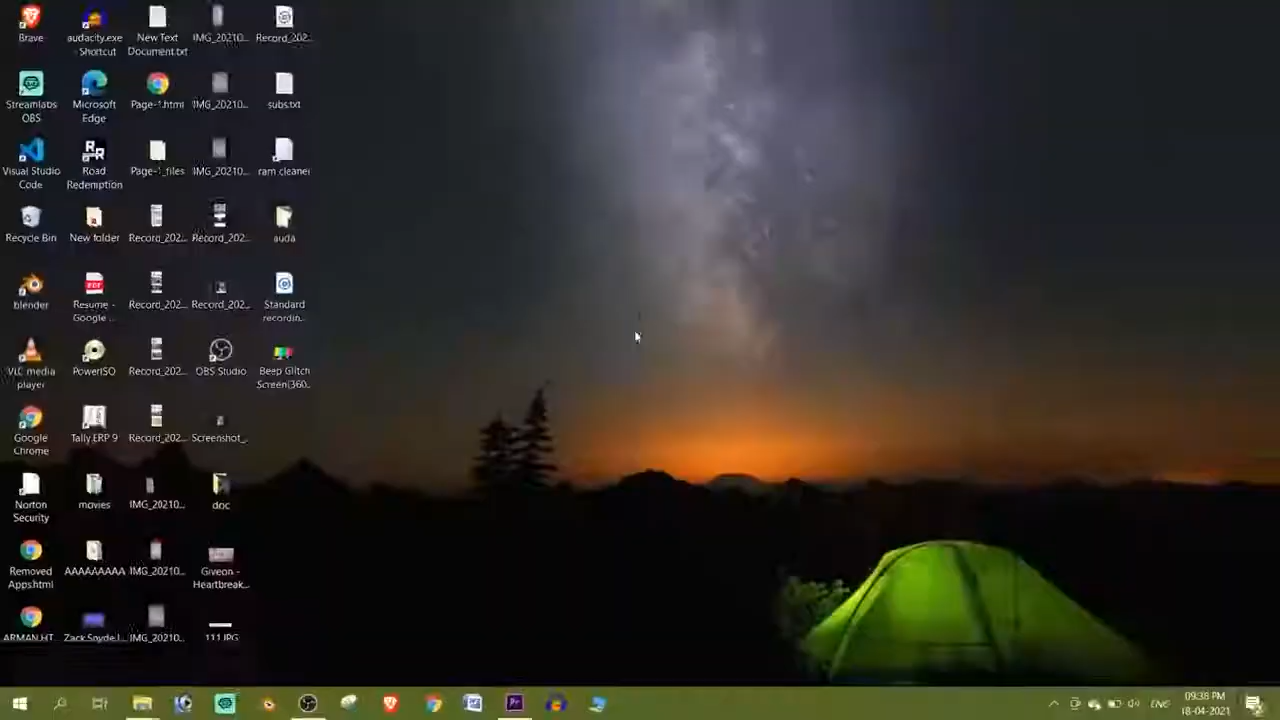 Brave
audacity.exe
- Shortcut
New Text
Document.txt
IMG_20210...
Record_202...
Streamlabs
OBS
Microsoft
Edge
Page-1.html
IMG_20210...
subs.txt
Visual Studio
Code
Road
Redemption
Page-1_files
IMG_20210...
ram cleaner
Recycle Bin
New folder
Record_202...
Record_202...
auda
blender
Resume -
Google ...
Record_202...
Record_202...
Standard
recordin...
VLC media
player
PowerISO
Record_202...
OBS Studio
Beep Glitch
Screen(360...
Google
Chrome
Tally.ERP 9
Record_202...
Screenshot_...
Norton
Security
movies
IMG_20210...
doc
Removed
Apps.html
AAAAAAAAA
IMG_20210...
Giveon -
Heartbreak...
ARMAN.HT...
Zack Snyde...
IMG_20210...
111.JPG
Pr
ENG
09:38 PM
18-04-2021